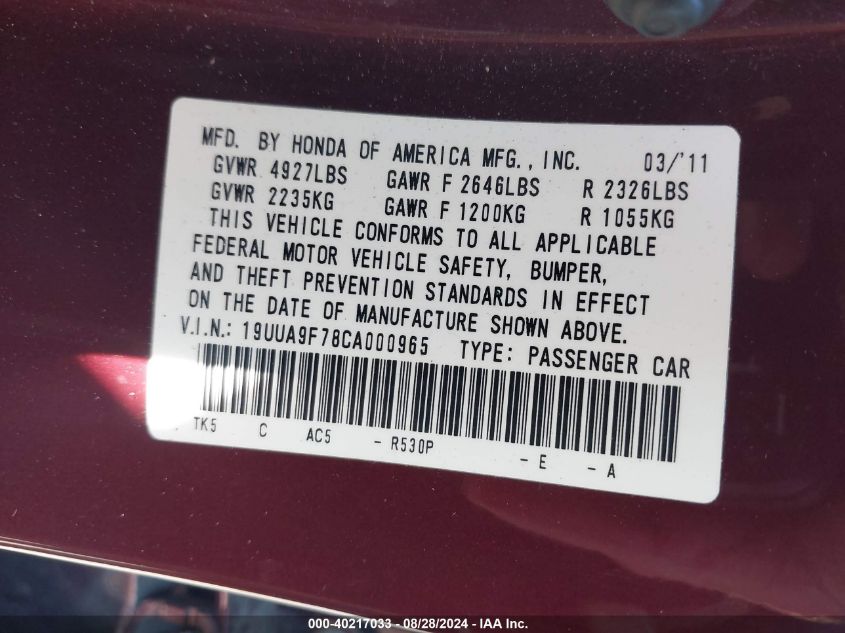 MFD. BY HONDA OF AMERICA MFG., INC. 03/'11
GVWR 4927LBS GAWR F 2646LBS R 2326LBS
GVWR 2235KG GAWR F 1200KG R 1055KG
THIS VEHICLE CONFORMS TO ALL APPLICABLE
FEDERAL MOTOR VEHICLE SAFETY, BUMPER,
AND THEFT PREVENTION STANDARDS IN EFFECT
ON THE DATE OF MANUFACTURE SHOWN ABOVE.
V.I.N.: 19UUA9F78CA000965 TYPE: PASSENGER CAR
TK5 C AC5 - R530P - E - A
000-40217033 - 08/28/2024 - IAA Inc.